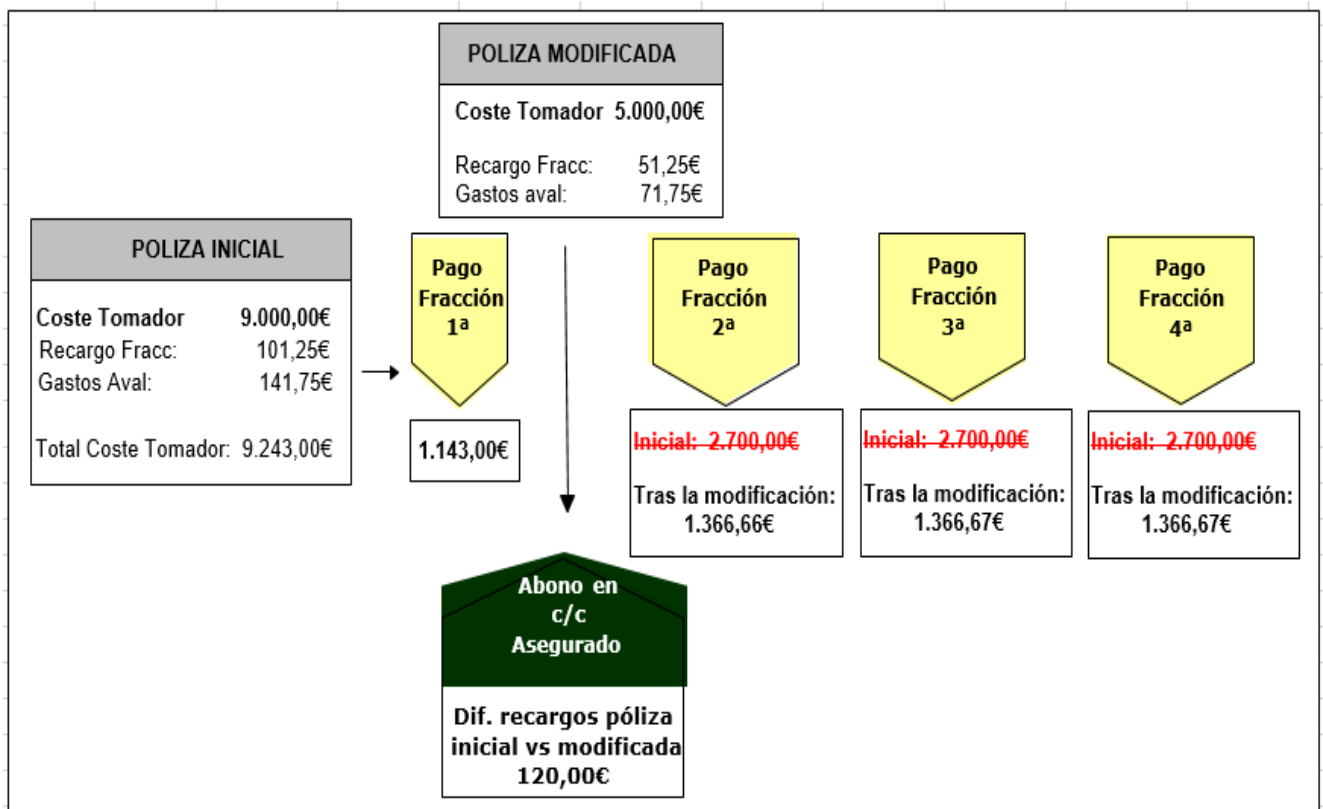 POLIZA MODIFICADA
Coste Tomador 5.000,00€
Recargo Fracc: 51,25€
Gastos aval: 71,75€
POLIZA INICIAL
Coste Tomador 9.000,00€
Recargo Fracc: 101,25€
Gastos Aval: 141,75€
Total Coste Tomador: 9.243,00€
Pago
Fracción
1ª
1.143,00€
Pago
Fracción
2ª
Inicial: 2.700,00€
Tras la modificación:
1.366,66€
Pago
Fracción
3ª
Inicial: 2.700,00€
Tras la modificación:
1.366,67€
Pago
Fracción
4ª
Inicial: 2.700,00€
Tras la modificación:
1.366,67€
Abono en
c/c
Asegurado
Dif. recargos póliza
inicial vs modificada
120,00€